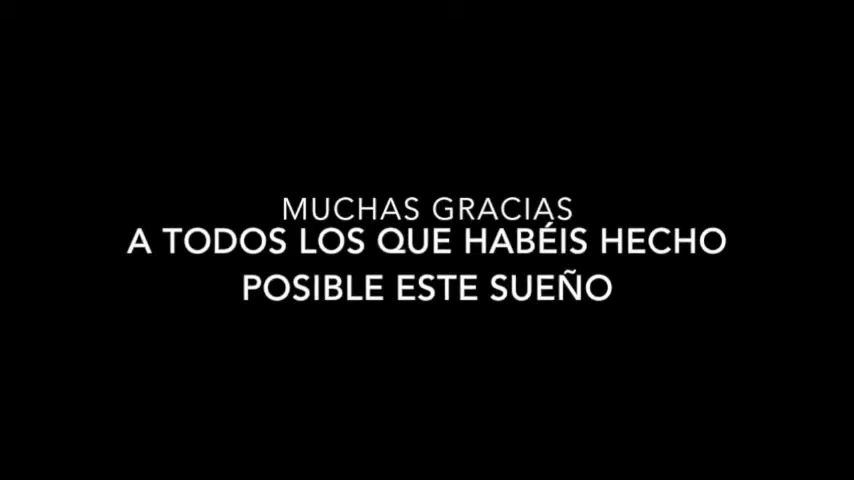 MUCHAS GRACIAS
A TODOS LOS QUE HABÉIS HECHO
POSIBLE ESTE SUEÑO